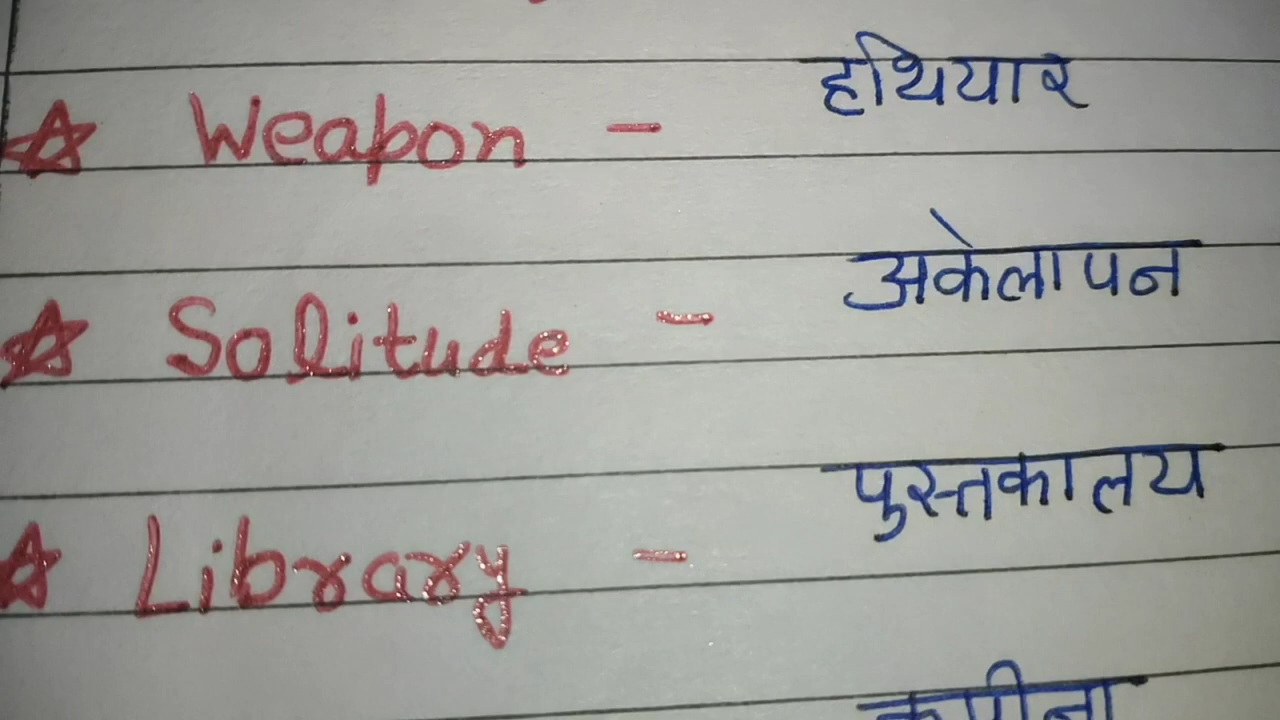 ☆ Weapon - हथियार
☆ Solitude - अकेलापन
☆ Library - पुस्तकालय